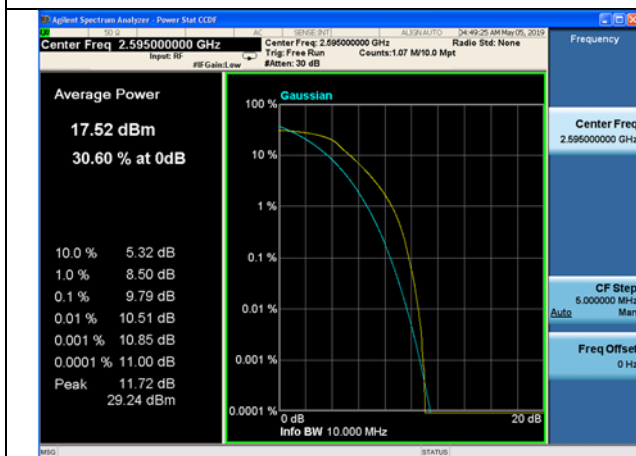 Agilent Spectrum Analyzer - Power Stat CCDF
50 Ω AC SENSE:INT ALIGN AUTO 04:49:25 AM May 05, 2019
Center Freq 2.595000000 GHz
Input: RF
#IFGain:Low
Center Freq: 2.595000000 GHz Radio Std: None
Trig: Free Run Counts:1.07 M/10.0 Mpt
#Atten: 30 dB
Frequency
Average Power
17.52 dBm
30.60 % at 0dB
10.0 % 5.32 dB
1.0 % 8.50 dB
0.1 % 9.79 dB
0.01 % 10.51 dB
0.001 % 10.85 dB
0.0001 % 11.00 dB
Peak 11.72 dB
29.24 dBm
Gaussian
100 %
10 %
1 %
0.1 %
0.01 %
0.001 %
0.0001 %
0 dB 20 dB
Info BW 10.000 MHz
Center Freq
2.595000000 GHz
CF Step
5.000000 MHz
Auto Man
Freq Offset
0 Hz
MSG STATUS